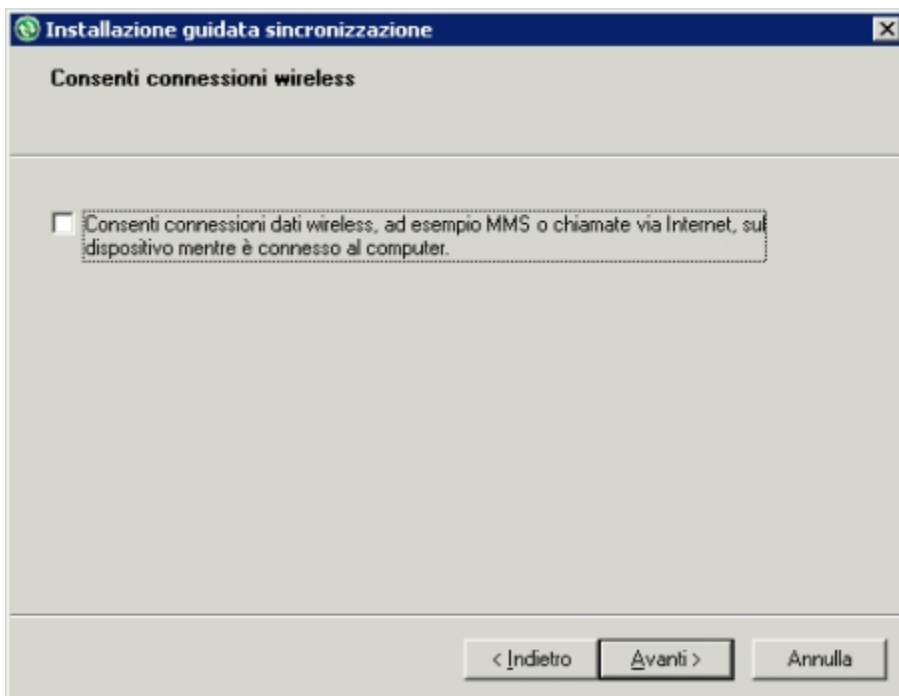 Installazione guidata sincronizzazione
Consenti connessioni wireless
Consenti connessioni dati wireless, ad esempio MMS o chiamate via Internet, sul
dispositivo mentre è connesso al computer.
< Indietro
Avanti >
Annulla